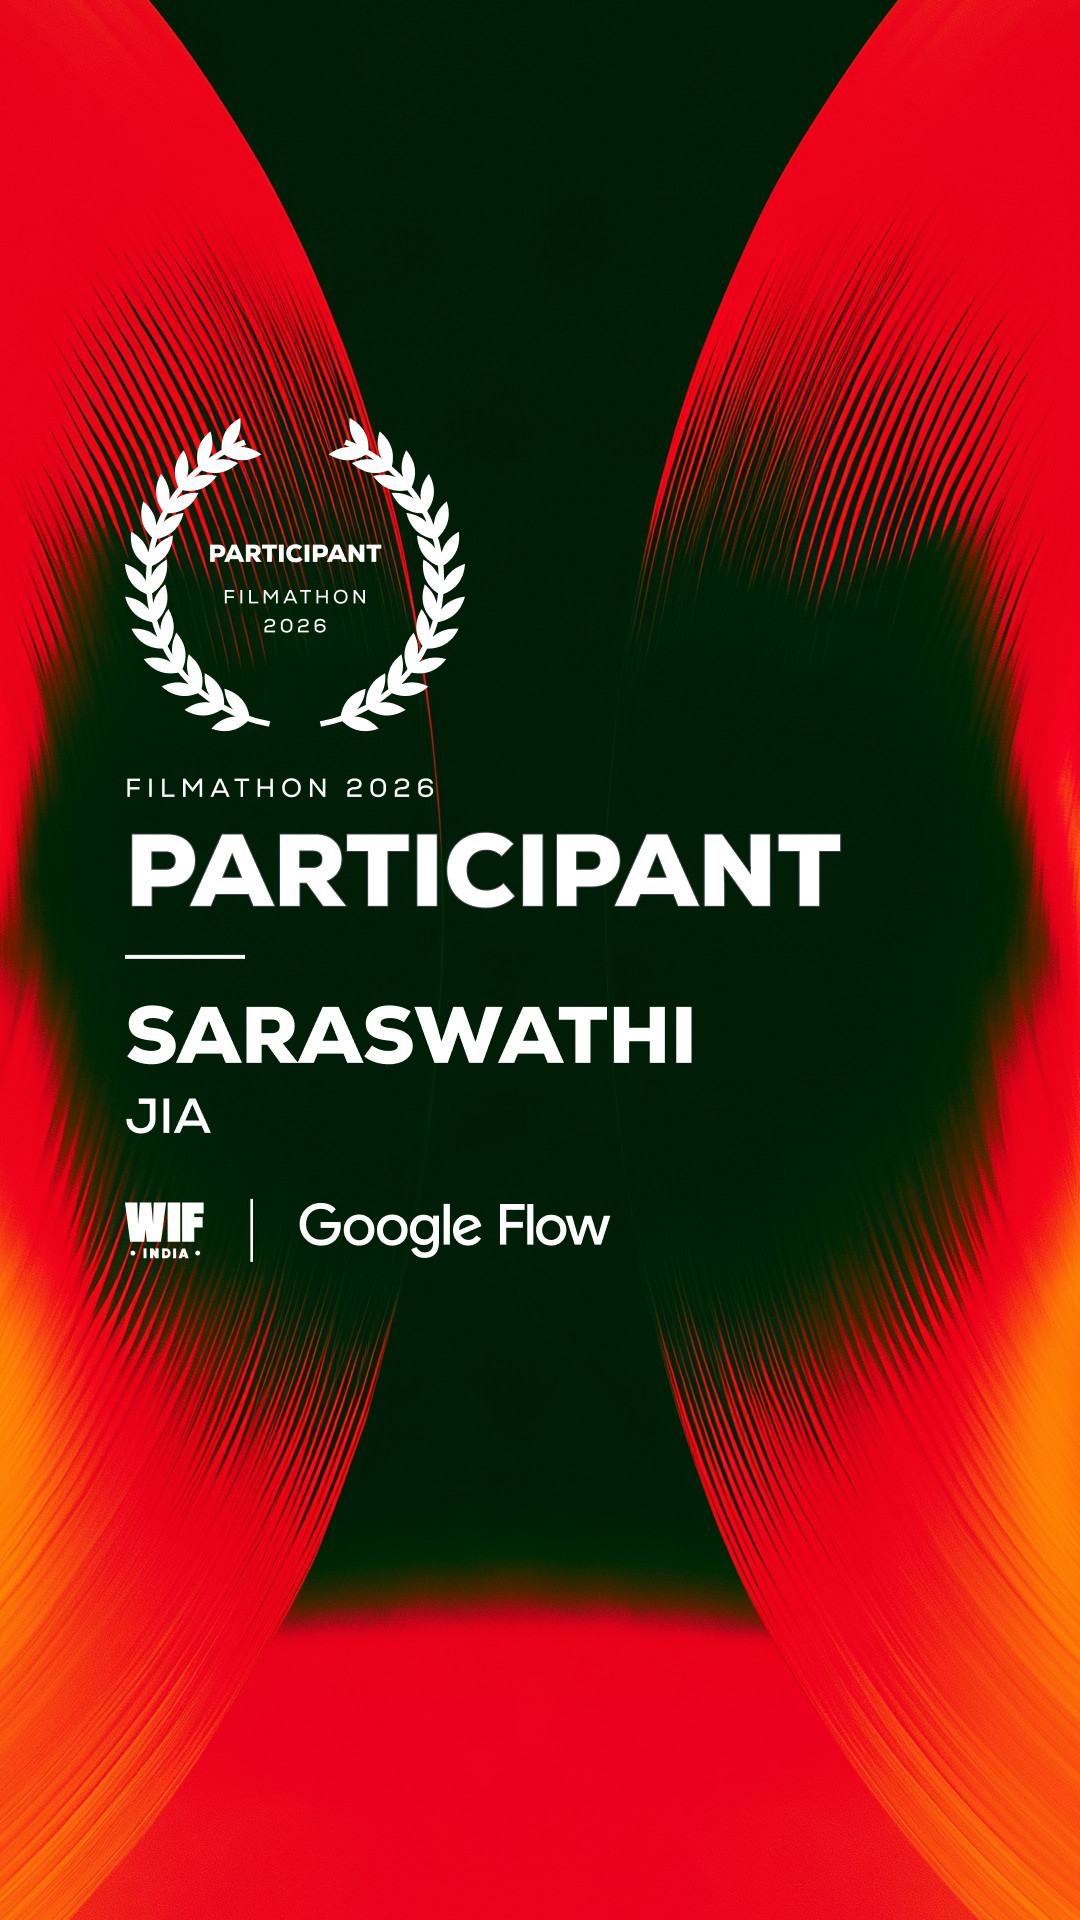 PARTICIPANT
FILMATHON
2026
FILMATHON 2026
PARTICIPANT
SARASWATHI
JIA
WIF
• INDIA •
Google Flow